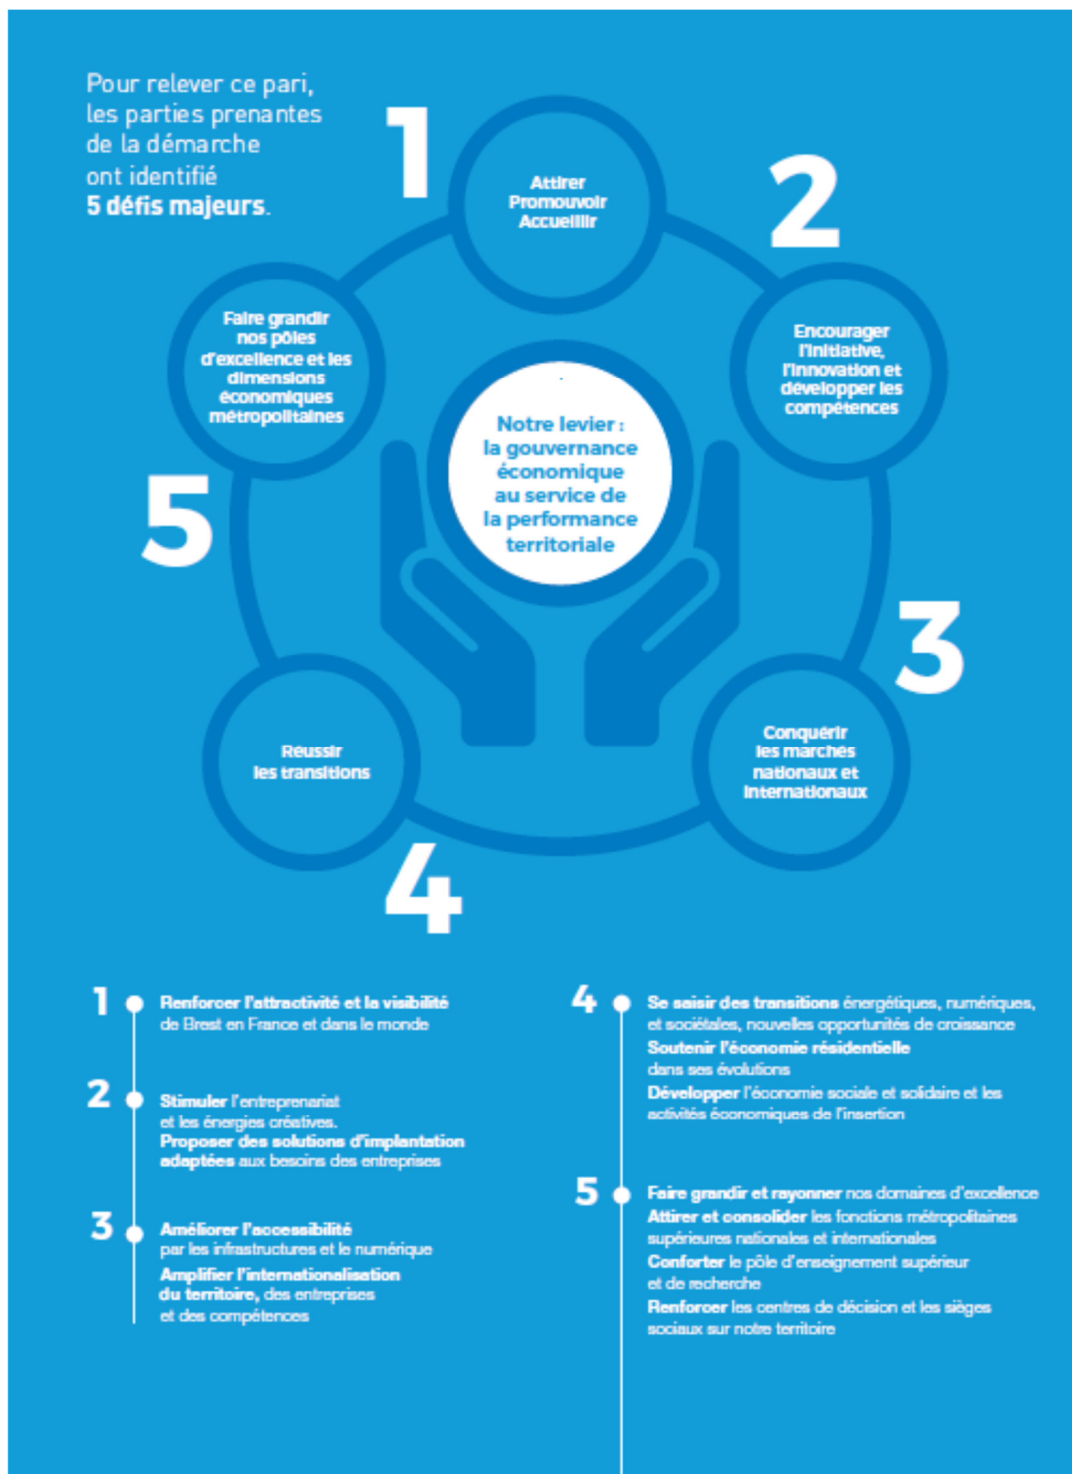 Pour relever ce pari,
les parties prenantes
de la démarche
ont identifié
5 défis majeurs.
1
Attirer
Promouvoir
Accueillir
2
Encourager
l'initiative,
l'innovation et
développer les
compétences
3
Conquérir
les marchés
nationaux et
internationaux
4
Réussir
les transitions
5
Faire grandir
nos pôles
d'excellence et les
dimensions
économiques
métropolitaines
Notre levier :
la gouvernance
économique
au service de
la performance
territoriale
1
Renforcer l'attractivité et la visibilité
de Brest en France et dans le monde
2
Stimuler l'entreprenariat
et les énergies créatives.
Proposer des solutions d'implantation
adaptées aux besoins des entreprises
3
Améliorer l'accessibilité
par les infrastructures et le numérique
Amplifier l'internationalisation
du territoire, des entreprises
et des compétences
4
Se saisir des transitions énergétiques, numériques,
et sociétales, nouvelles opportunités de croissance
Soutenir l'économie résidentielle
dans ses évolutions
Développer l'économie sociale et solidaire et les
activités économiques de l'insertion
5
Faire grandir et rayonner nos domaines d'excellence
Attirer et consolider les fonctions métropolitaines
supérieures nationales et internationales
Conforter le pôle d'enseignement supérieur
et de recherche
Renforcer les centres de décision et les sièges
sociaux sur notre territoire